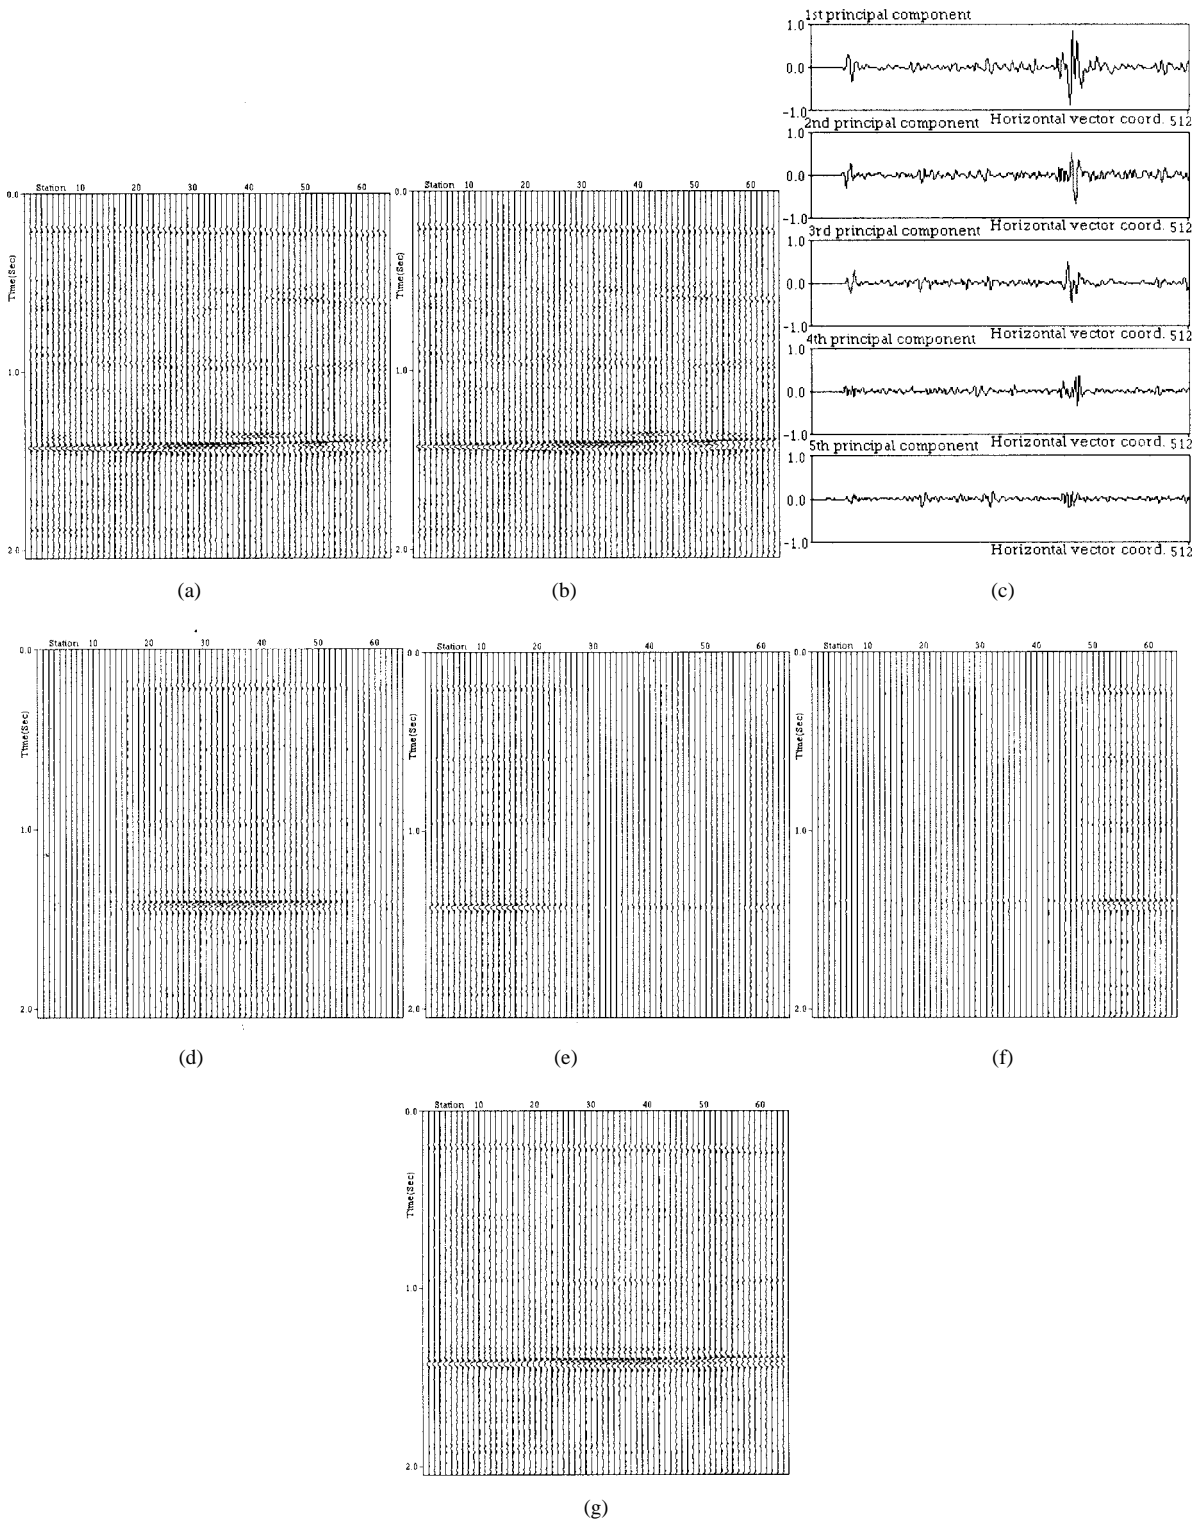 1st principal component
1.0
0.0
-1.0
Horizontal vector coord. 512
2nd principal component
1.0
0.0
-1.0
Horizontal vector coord. 512
3rd principal component
1.0
0.0
-1.0
Horizontal vector coord. 512
4th principal component
1.0
0.0
-1.0
Horizontal vector coord. 512
5th principal component
1.0
0.0
-1.0
Horizontal vector coord. 512
Station 10 20 30 40 50 60
0.0
Time(Sec)
1.0
2.0
Station 10 20 30 40 50 60
0.0
Time(Sec)
1.0
2.0
(a)
(b)
(c)
Station 10 20 30 40 50 60
0.0
Time(Sec)
1.0
2.0
Station 10 20 30 40 50 60
0.0
Time(Sec)
1.0
2.0
Station 10 20 30 40 50 60
0.0
Time(Sec)
1.0
2.0
(d)
(e)
(f)
Station 10 20 30 40 50 60
0.0
Time(Sec)
1.0
2.0
(g)